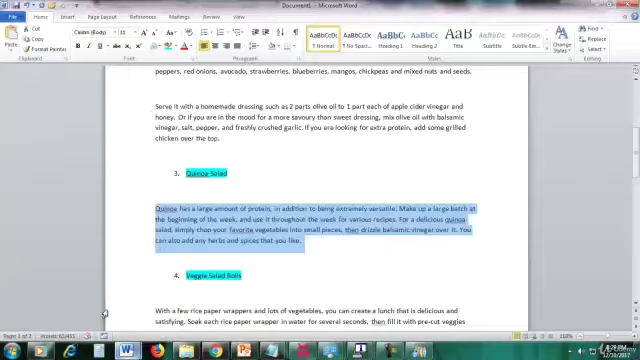 Document1 - Microsoft Word
File Home Insert Page Layout References Mailings Review View
Cut
Copy
Format Painter
Paste
Calibri (Body) 11
AaBbCcDc AaBbCcDc AaBbC AaBbCc AaB AaBbCc. AaBbCcDc
¶ Normal Heading 1 Heading 2 Title Subtitle Subtle Em...
Change Styles
Find
Replace
Select
Clipboard Font Paragraph Styles Editing
peppers, red onions, avocado, strawberries, blueberries, mangos, chickpeas and mixed nuts and seeds.
Serve it with a homemade dressing such as 2 parts olive oil to 1 part each of apple cider vinegar and
honey. Or if you are in the mood for a more savoury than sweet dressing, mix olive oil with balsamic
vinegar, salt, pepper, and freshly crushed garlic. If you are looking for extra protein, add some grilled
chicken over the top.
3. Quinoa Salad
Quinoa has a large amount of protein, in addition to being extremely versatile. Make up a large batch at
the beginning of the week, and use it throughout the week for various recipes. For a delicious quinoa
salad, simply chop your favorite vegetables into small pieces, then drizzle balsamic vinegar over it. You
can also add any herbs and spices that you like.
4. Veggie Salad Rolls
With a few rice paper wrappers and lots of vegetables, you can create a lunch that is delicious and
satisfying. Soak each rice paper wrapper in water for several seconds, then fill it with pre-cut veggies
Page: 1 of 2 Words: 65/455
110%
12/10/2017